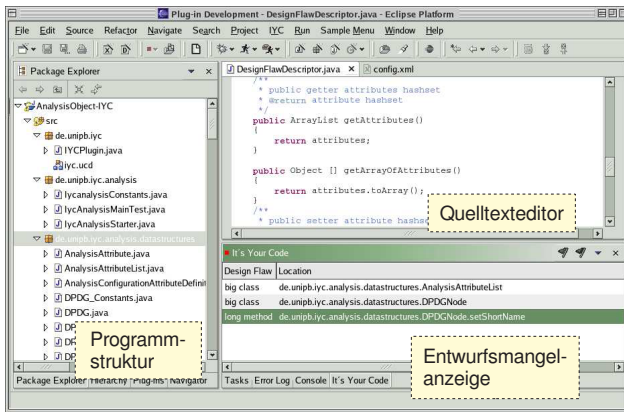 Plug-in Development - DesignFlawDescriptor.java - Eclipse Platform
File Edit Source Refactor Navigate Search Project IYC Run Sample Menu Window Help
Package Explorer
AnalysisObject-IYC
src
de.unipb.iyc
IYCPlugin.java
iyc.ucd
de.unipb.iyc.analysis
IycanalysisConstants.java
IycAnalysisMainTest.java
IycAnalysisStarter.java
de.unipb.iyc.analysis.datastructures
AnalysisAttribute.java
AnalysisAttributeList.java
AnalysisConfigurationAttributeDefinit
DPDG_Constants.java
DPDG.java
Programm-
struktur
Package Explorer Hierarchy Plug-ins Navigator
DesignFlawDescriptor.java config.xml
/**
* public getter attributes hashset
* @return attribute hashset
*/
public ArrayList getAttributes()
{
return attributes;
}
public Object [] getArrayOfAttributes()
{
return attributes.toArray();
}
/**
* public setter attribute hashse
Quelltexteditor
It's Your Code
Design Flaw Location
big class de.unipb.iyc.analysis.datastructures.AnalysisAttributeList
big class de.unipb.iyc.analysis.datastructures.DPDGNode
long method de.unipb.iyc.analysis.datastructures.DPDGNode.setShortName
Entwurfsmangel-
anzeige
Tasks Error Log Console It's Your Code